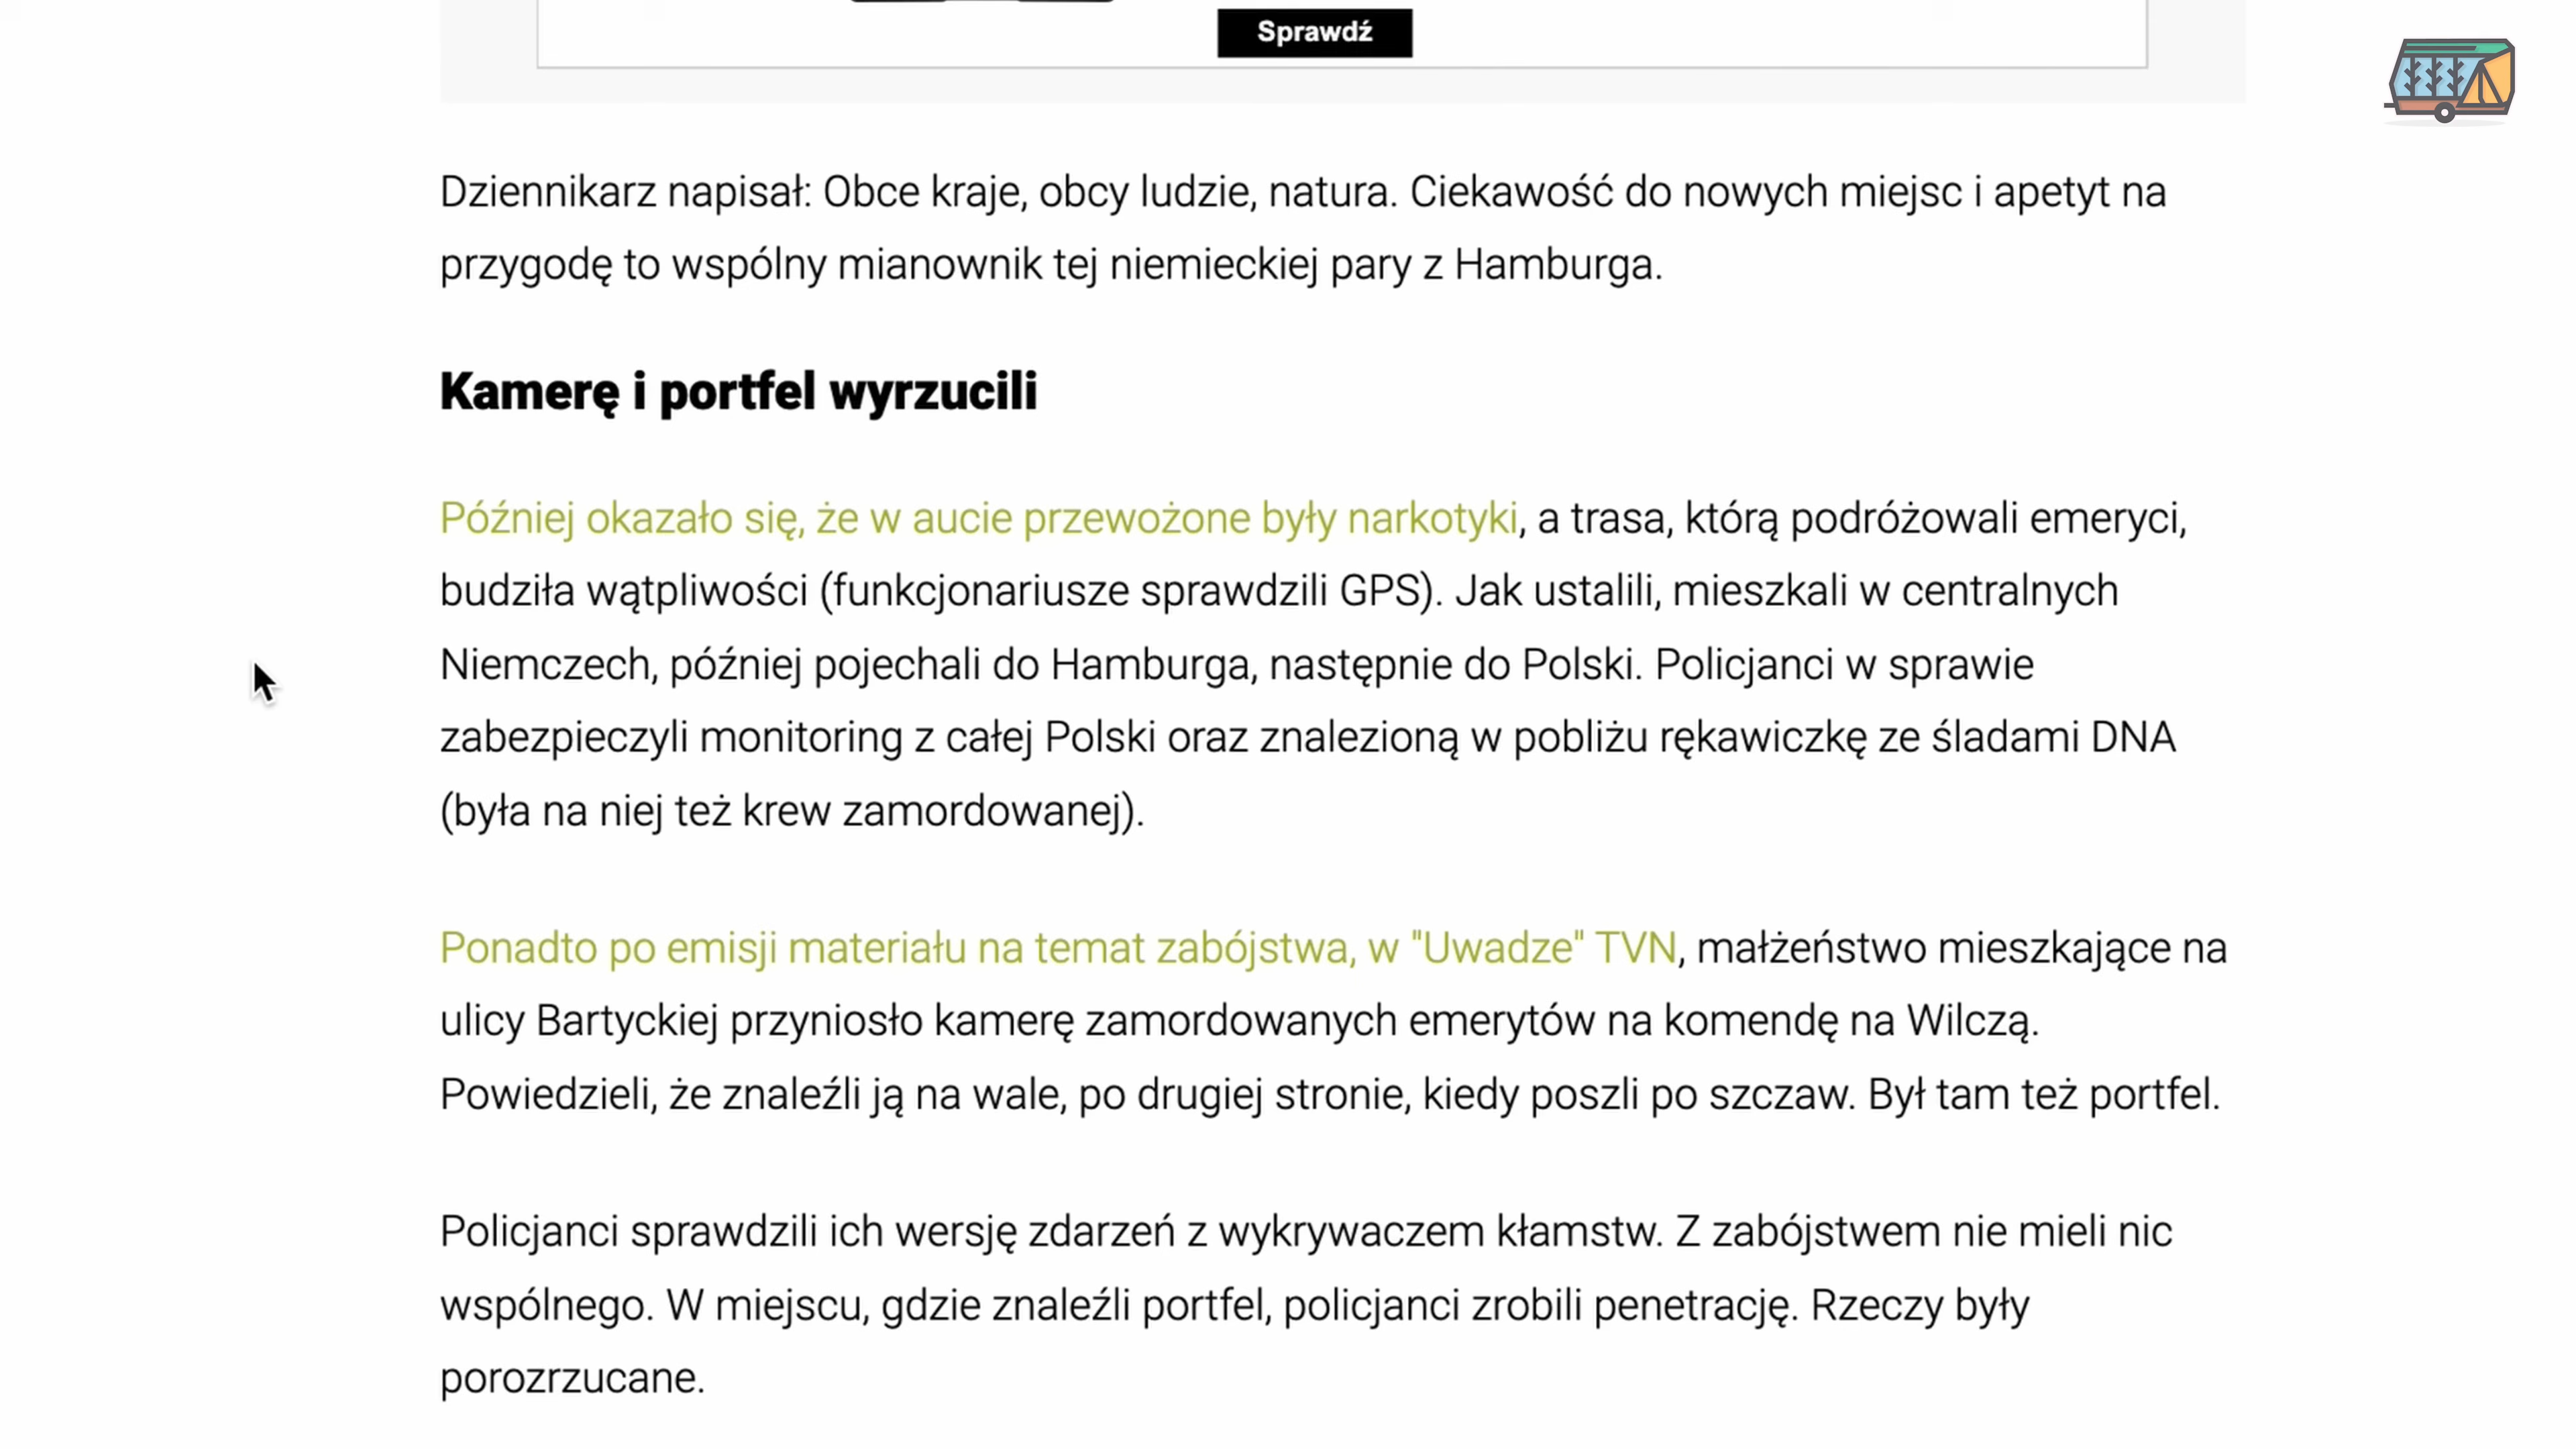 Sprawdź
Dziennikarz napisał: Obce kraje, obcy ludzie, natura. Ciekawość do nowych miejsc i apetyt na
przygodę to wspólny mianownik tej niemieckiej pary z Hamburga.
Kamerę i portfel wyrzucili
Później okazało się, że w aucie przewożone były narkotyki, a trasa, którą podróżowali emeryci,
budziła wątpliwości (funkcjonariusze sprawdzili GPS). Jak ustalili, mieszkali w centralnych
Niemczech, później pojechali do Hamburga, następnie do Polski. Policjanci w sprawie
zabezpieczyli monitoring z całej Polski oraz znalezioną w pobliżu rękawiczkę ze śladami DNA
(była na niej też krew zamordowanej).
Ponadto po emisji materiału na temat zabójstwa, w "Uwadze" TVN, małżeństwo mieszkające na
ulicy Bartyckiej przyniosło kamerę zamordowanych emerytów na komendę na Wilczą.
Powiedzieli, że znaleźli ją na wale, po drugiej stronie, kiedy poszli po szczaw. Był tam też portfel.
Policjanci sprawdzili ich wersję zdarzeń z wykrywaczem kłamstw. Z zabójstwem nie mieli nic
wspólnego. W miejscu, gdzie znaleźli portfel, policjanci zrobili penetrację. Rzeczy były
porozrzucane.